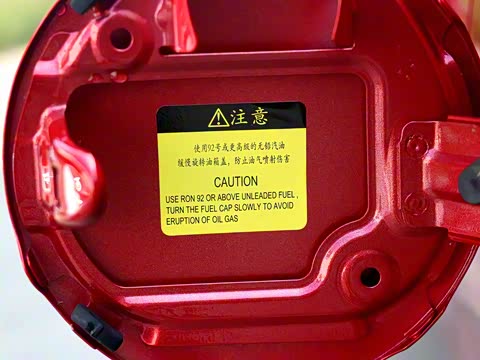 注意
使用92号或更高级的无铅汽油
缓慢旋转油箱盖，防止油气喷射伤害
CAUTION
USE RON 92 OR ABOVE UNLEADED FUEL ,
TURN THE FUEL CAP SLOWLY TO AVOID
ERUPTION OF OIL GAS